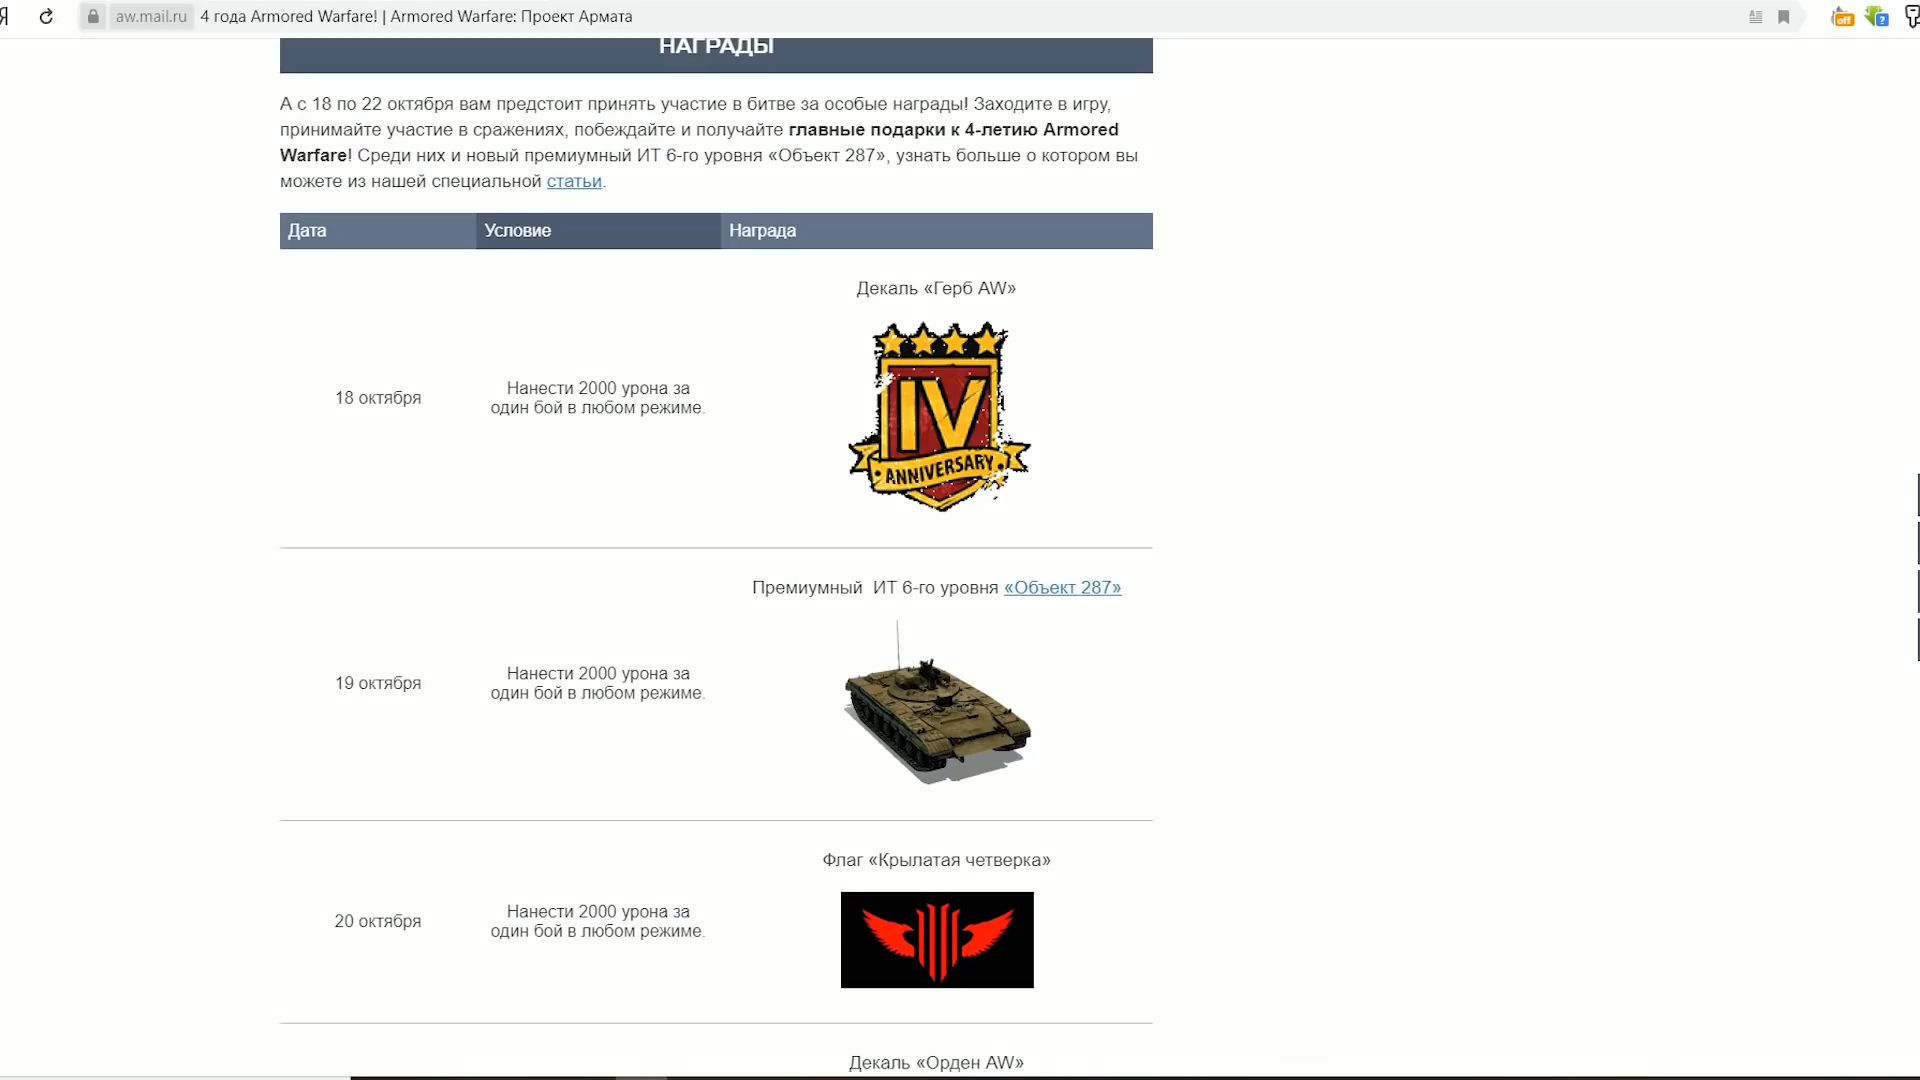 aw.mail.ru 4 года Armored Warfare! | Armored Warfare: Проект Армата
off
?
НАГРАДЫ
А с 18 по 22 октября вам предстоит принять участие в битве за особые награды! Заходите в игру,
принимайте участие в сражениях, побеждайте и получайте главные подарки к 4-летию Armored
Warfare! Среди них и новый премиумный ИТ 6-го уровня «Объект 287», узнать больше о котором вы
можете из нашей специальной статьи.
Дата Условие Награда
Декаль «Герб AW»
18 октября
Нанести 2000 урона за
один бой в любом режиме.
IV
ANNIVERSARY
Премиумный ИТ 6-го уровня «Объект 287»
19 октября
Нанести 2000 урона за
один бой в любом режиме.
Флаг «Крылатая четверка»
20 октября
Нанести 2000 урона за
один бой в любом режиме.
Декаль «Орден AW»